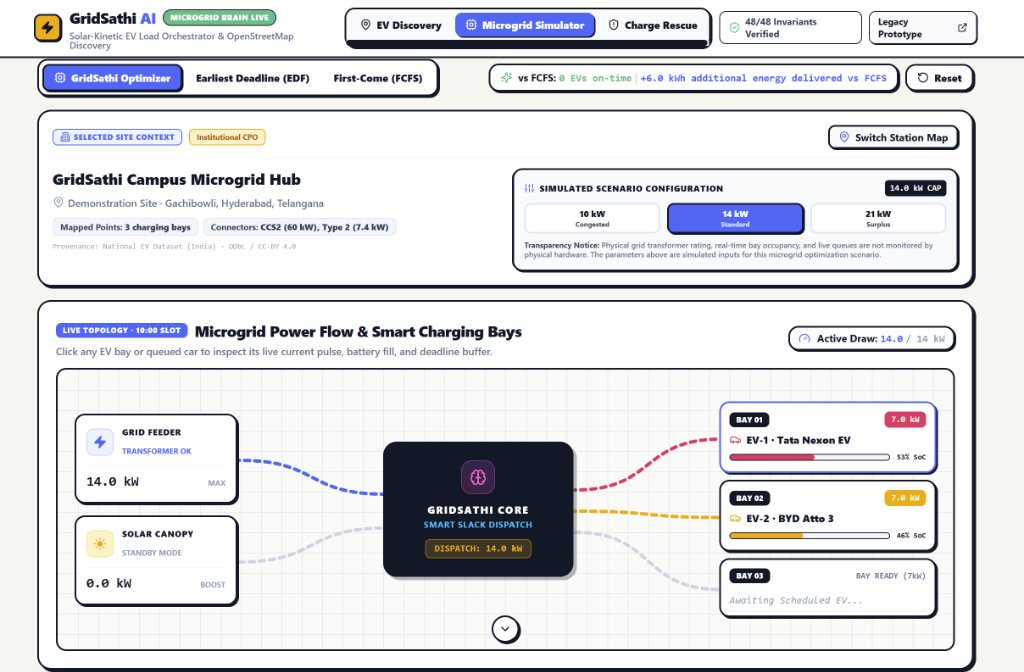 GridSathi AI
MICROGRID BRAIN LIVE
Solar-Kinetic EV Load Orchestrator & OpenStreetMap
Discovery
EV Discovery
Microgrid Simulator
Charge Rescue
48/48 Invariants
Verified
Legacy
Prototype
GridSathi Optimizer
Earliest Deadline (EDF)
First-Come (FCFS)
vs FCFS: 0 EVs on-time | +6.0 kWh additional energy delivered vs FCFS
Reset
SELECTED SITE CONTEXT
Institutional CPO
Switch Station Map
GridSathi Campus Microgrid Hub
Demonstration Site · Gachibowli, Hyderabad, Telangana
Mapped Points: 3 charging bays
Connectors: CCS2 (60 kW), Type 2 (7.4 kW)
Provenance: National EV Dataset (India) · ODbL / CC-BY 4.0
SIMULATED SCENARIO CONFIGURATION
14.0 kW CAP
10 kW
Congested
14 kW
Standard
21 kW
Surplus
Transparency Notice: Physical grid transformer rating, real-time bay occupancy, and live queues are not monitored by
physical hardware. The parameters above are simulated inputs for this microgrid optimization scenario.
LIVE TOPOLOGY · 10:00 SLOT
Microgrid Power Flow & Smart Charging Bays
Click any EV bay or queued car to inspect its live current pulse, battery fill, and deadline buffer.
Active Draw: 14.0 / 14 kW
GRID FEEDER
TRANSFORMER OK
14.0 kW
MAX
SOLAR CANOPY
STANDBY MODE
0.0 kW
BOOST
GRIDSATHI CORE
SMART SLACK DISPATCH
DISPATCH: 14.0 kW
BAY 01
7.0 kW
EV-1 · Tata Nexon EV
53% SoC
BAY 02
7.0 kW
EV-2 · BYD Atto 3
46% SoC
BAY 03
BAY READY (7kW)
Awaiting Scheduled EV...